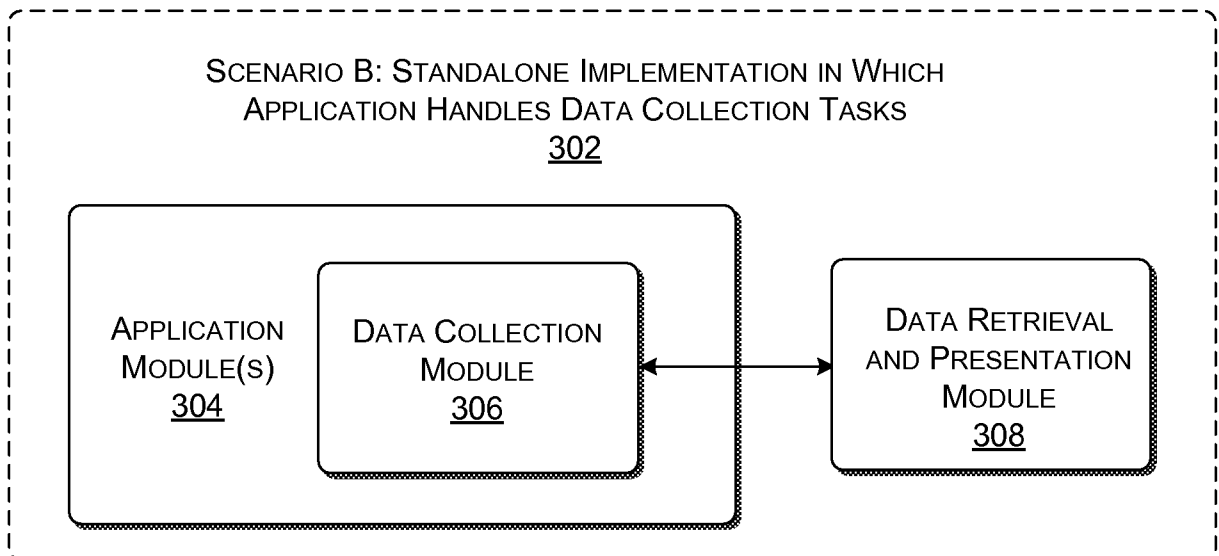 SCENARIO B: STANDALONE IMPLEMENTATION IN WHICH
APPLICATION HANDLES DATA COLLECTION TASKS
302
APPLICATION
MODULE(S)
304
DATA COLLECTION
MODULE
306
DATA RETRIEVAL
AND PRESENTATION
MODULE
308